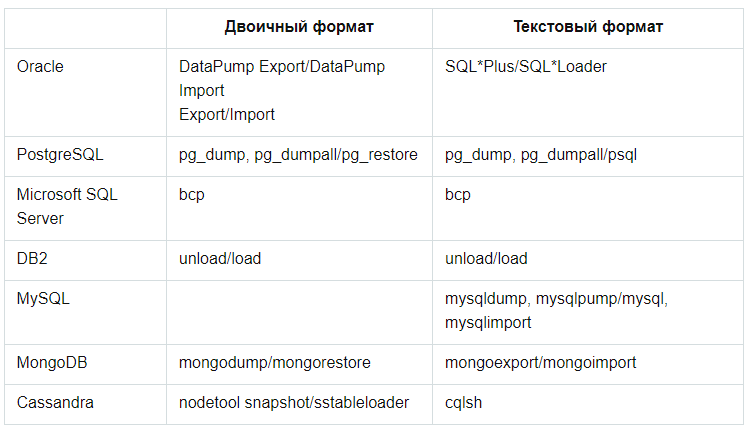 Двоичный формат Текстовый формат
Oracle DataPump Export/DataPump SQL*Plus/SQL*Loader
Import
Export/Import
PostgreSQL pg_dump, pg_dumpall/pg_restore pg_dump, pg_dumpall/psql
Microsoft SQL bcp bcp
Server
DB2 unload/load unload/load
MySQL mysqldump, mysqlpump/mysql,
mysqlimport
MongoDB mongodump/mongorestore mongoexport/mongoimport
Cassandra nodetool snapshot/sstableloader cqlsh